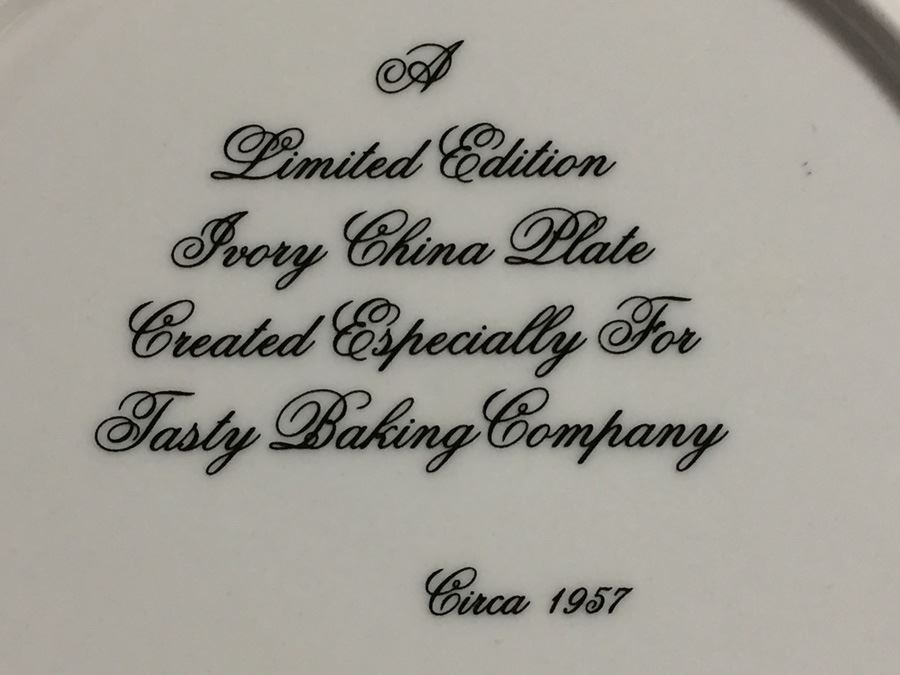 A
Limited Edition
Ivory China Plate
Created Especially For
Tasty Baking Company
Circa 1957